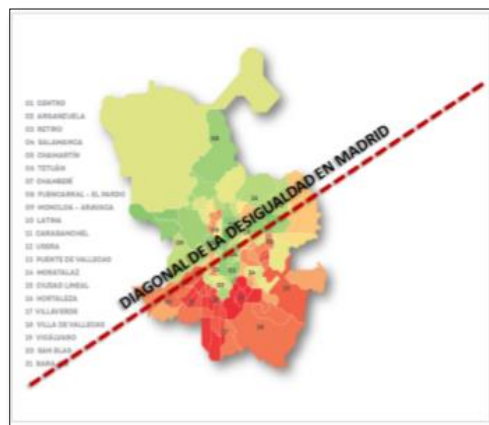 01 CENTRO
02 ARGANZUELA
03 RETIRO
04 SALAMANCA
05 CHAMARTÍN
06 TETUÁN
07 CHAMBERÍ
08 FUENCARRAL - EL PARDO
09 MONCLOA - ARAVACA
10 LATINA
11 CARABANCHEL
12 USERA
13 PUENTE DE VALLECAS
14 MORATALAZ
15 CIUDAD LINEAL
16 HORTALEZA
17 VILLAVERDE
18 VILLA DE VALLECAS
19 VICÁLVARO
20 SAN BLAS
21
DIAGONAL DE LA DESIGUALDAD EN MADRID